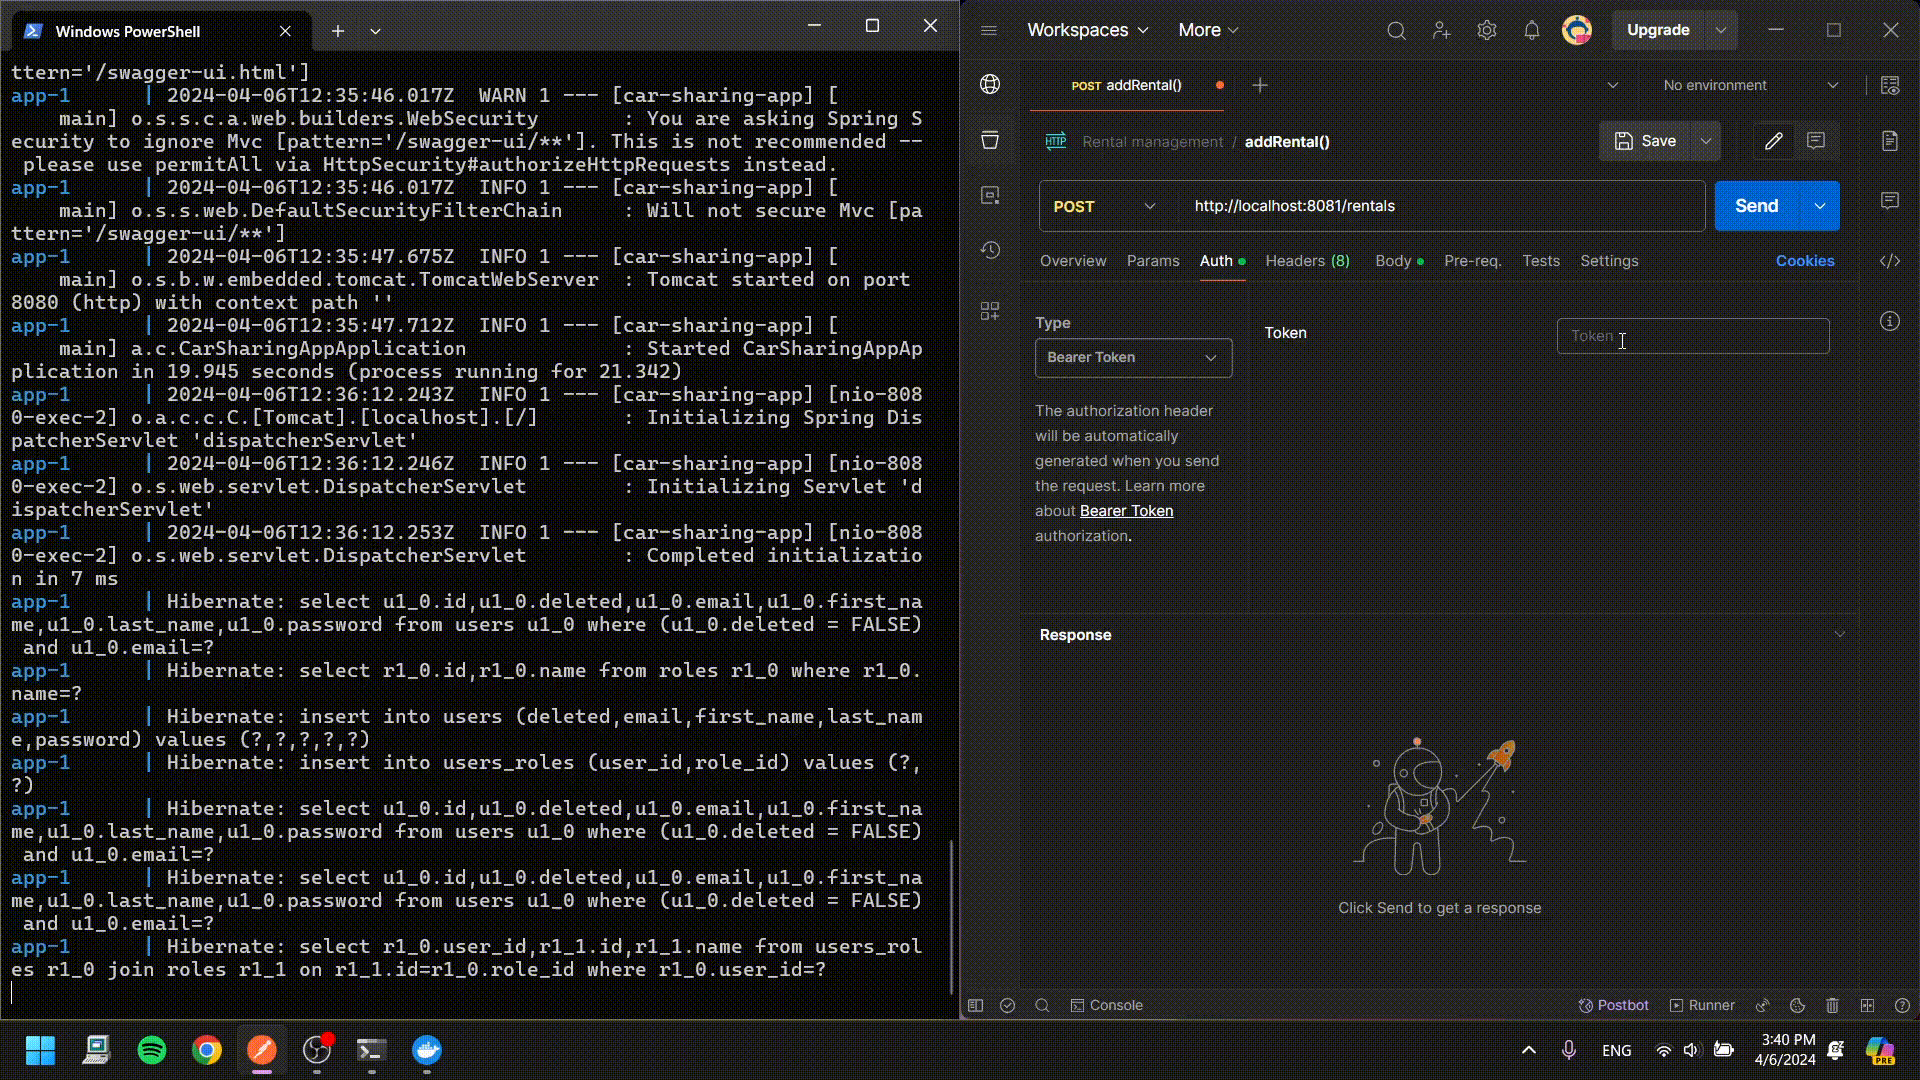 Windows PowerShell
ttern='/swagger-ui.html']
app-1 | 2024-04-06T12:35:46.017Z WARN 1 --- [car-sharing-app] [
main] o.s.s.c.a.web.builders.WebSecurity : You are asking Spring S
ecurity to ignore Mvc [pattern='/swagger-ui/**']. This is not recommended --
please use permitAll via HttpSecurity#authorizeHttpRequests instead.
app-1 | 2024-04-06T12:35:46.017Z INFO 1 --- [car-sharing-app] [
main] o.s.s.web.DefaultSecurityFilterChain : Will not secure Mvc [pa
ttern='/swagger-ui/**']
app-1 | 2024-04-06T12:35:47.675Z INFO 1 --- [car-sharing-app] [
main] o.s.b.w.embedded.tomcat.TomcatWebServer : Tomcat started on port
8080 (http) with context path ''
app-1 | 2024-04-06T12:35:47.712Z INFO 1 --- [car-sharing-app] [
main] a.c.CarSharingAppApplication : Started CarSharingAppAp
plication in 19.945 seconds (process running for 21.342)
app-1 | 2024-04-06T12:36:12.243Z INFO 1 --- [car-sharing-app] [nio-808
0-exec-2] o.a.c.c.C.[Tomcat].[localhost].[/] : Initializing Spring Dis
patcherServlet 'dispatcherServlet'
app-1 | 2024-04-06T12:36:12.246Z INFO 1 --- [car-sharing-app] [nio-808
0-exec-2] o.s.web.servlet.DispatcherServlet : Initializing Servlet 'd
ispatcherServlet'
app-1 | 2024-04-06T12:36:12.253Z INFO 1 --- [car-sharing-app] [nio-808
0-exec-2] o.s.web.servlet.DispatcherServlet : Completed initializatio
n in 7 ms
app-1 | Hibernate: select u1_0.id,u1_0.deleted,u1_0.email,u1_0.first_na
me,u1_0.last_name,u1_0.password from users u1_0 where (u1_0.deleted = FALSE)
and u1_0.email=?
app-1 | Hibernate: select r1_0.id,r1_0.name from roles r1_0 where r1_0.
name=?
app-1 | Hibernate: insert into users (deleted,email,first_name,last_nam
e,password) values (?,?,?,?,?)
app-1 | Hibernate: insert into users_roles (user_id,role_id) values (?,
?)
app-1 | Hibernate: select u1_0.id,u1_0.deleted,u1_0.email,u1_0.first_na
me,u1_0.last_name,u1_0.password from users u1_0 where (u1_0.deleted = FALSE)
and u1_0.email=?
app-1 | Hibernate: select u1_0.id,u1_0.deleted,u1_0.email,u1_0.first_na
me,u1_0.last_name,u1_0.password from users u1_0 where (u1_0.deleted = FALSE)
and u1_0.email=?
app-1 | Hibernate: select r1_0.user_id,r1_1.id,r1_1.name from users_rol
es r1_0 join roles r1_1 on r1_1.id=r1_0.role_id where r1_0.user_id=?
Workspaces More Upgrade
POST addRental() No environment
HTTP Rental management / addRental() Save
POST http://localhost:8081/rentals Send
Overview Params Auth Headers (8) Body Pre-req. Tests Settings Cookies
Type
Bearer Token
Token Token
The authorization header
will be automatically
generated when you send
the request. Learn more
about Bearer Token
authorization.
Response
Click Send to get a response
Console Postbot Runner
ENG
3:40 PM
4/6/2024
PRE